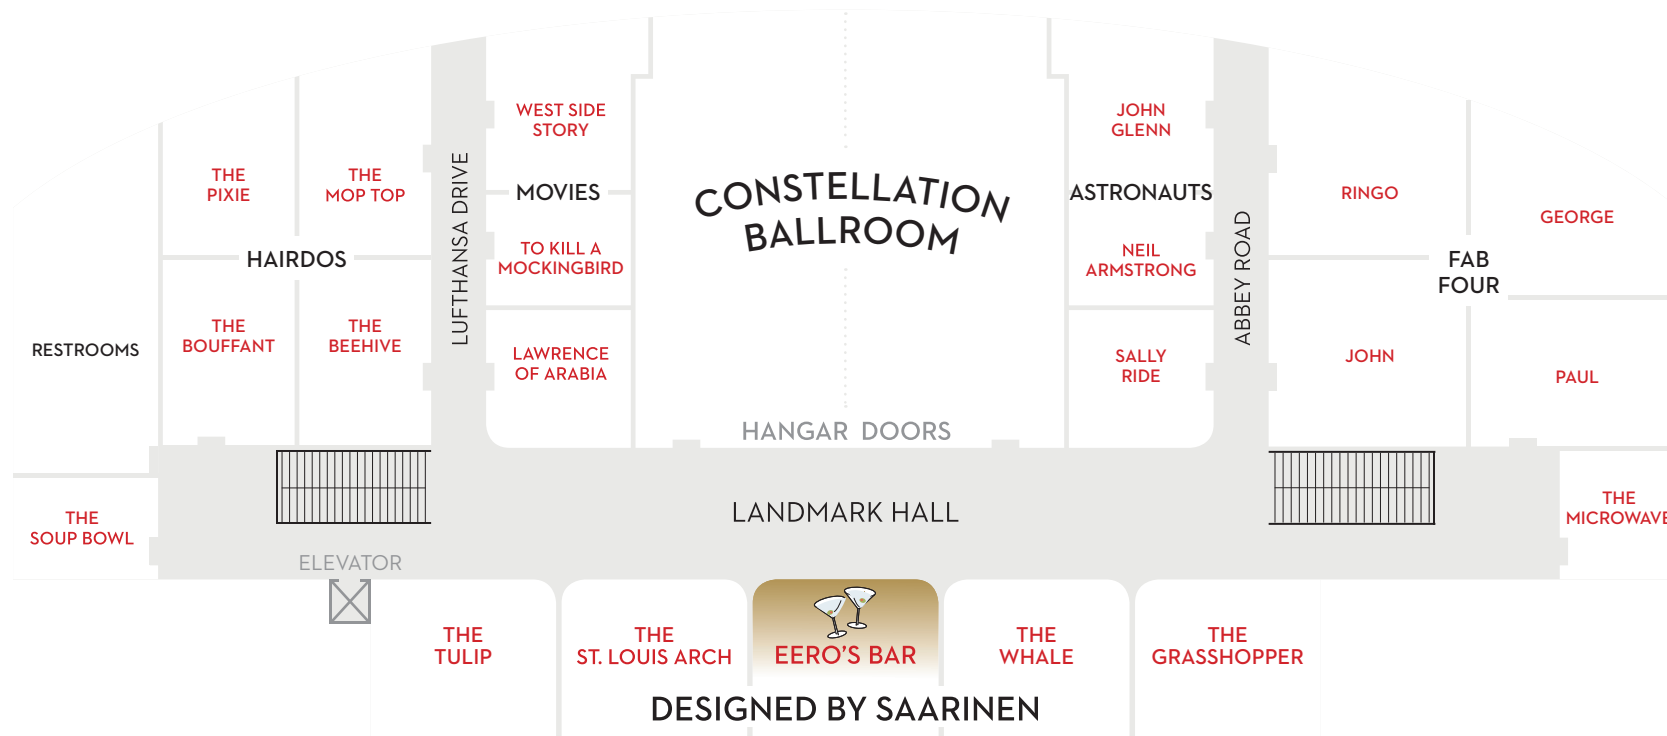 WEST SIDE
STORY
JOHN
GLENN
THE
PIXIE
THE
MOP TOP
LUFTHANSA DRIVE
MOVIES
CONSTELLATION
BALLROOM
ASTRONAUTS
ABBEY ROAD
RINGO
GEORGE
HAIRDOS
TO KILL A
MOCKINGBIRD
NEIL
ARMSTRONG
FAB
FOUR
RESTROOMS
THE
BOUFFANT
THE
BEEHIVE
LAWRENCE
OF ARABIA
SALLY
RIDE
JOHN
PAUL
HANGAR DOORS
LANDMARK HALL
THE
SOUP BOWL
THE
MICROWAVE
ELEVATOR
THE
TULIP
THE
ST. LOUIS ARCH
EERO’S BAR
THE
WHALE
THE
GRASSHOPPER
DESIGNED BY SAARINEN